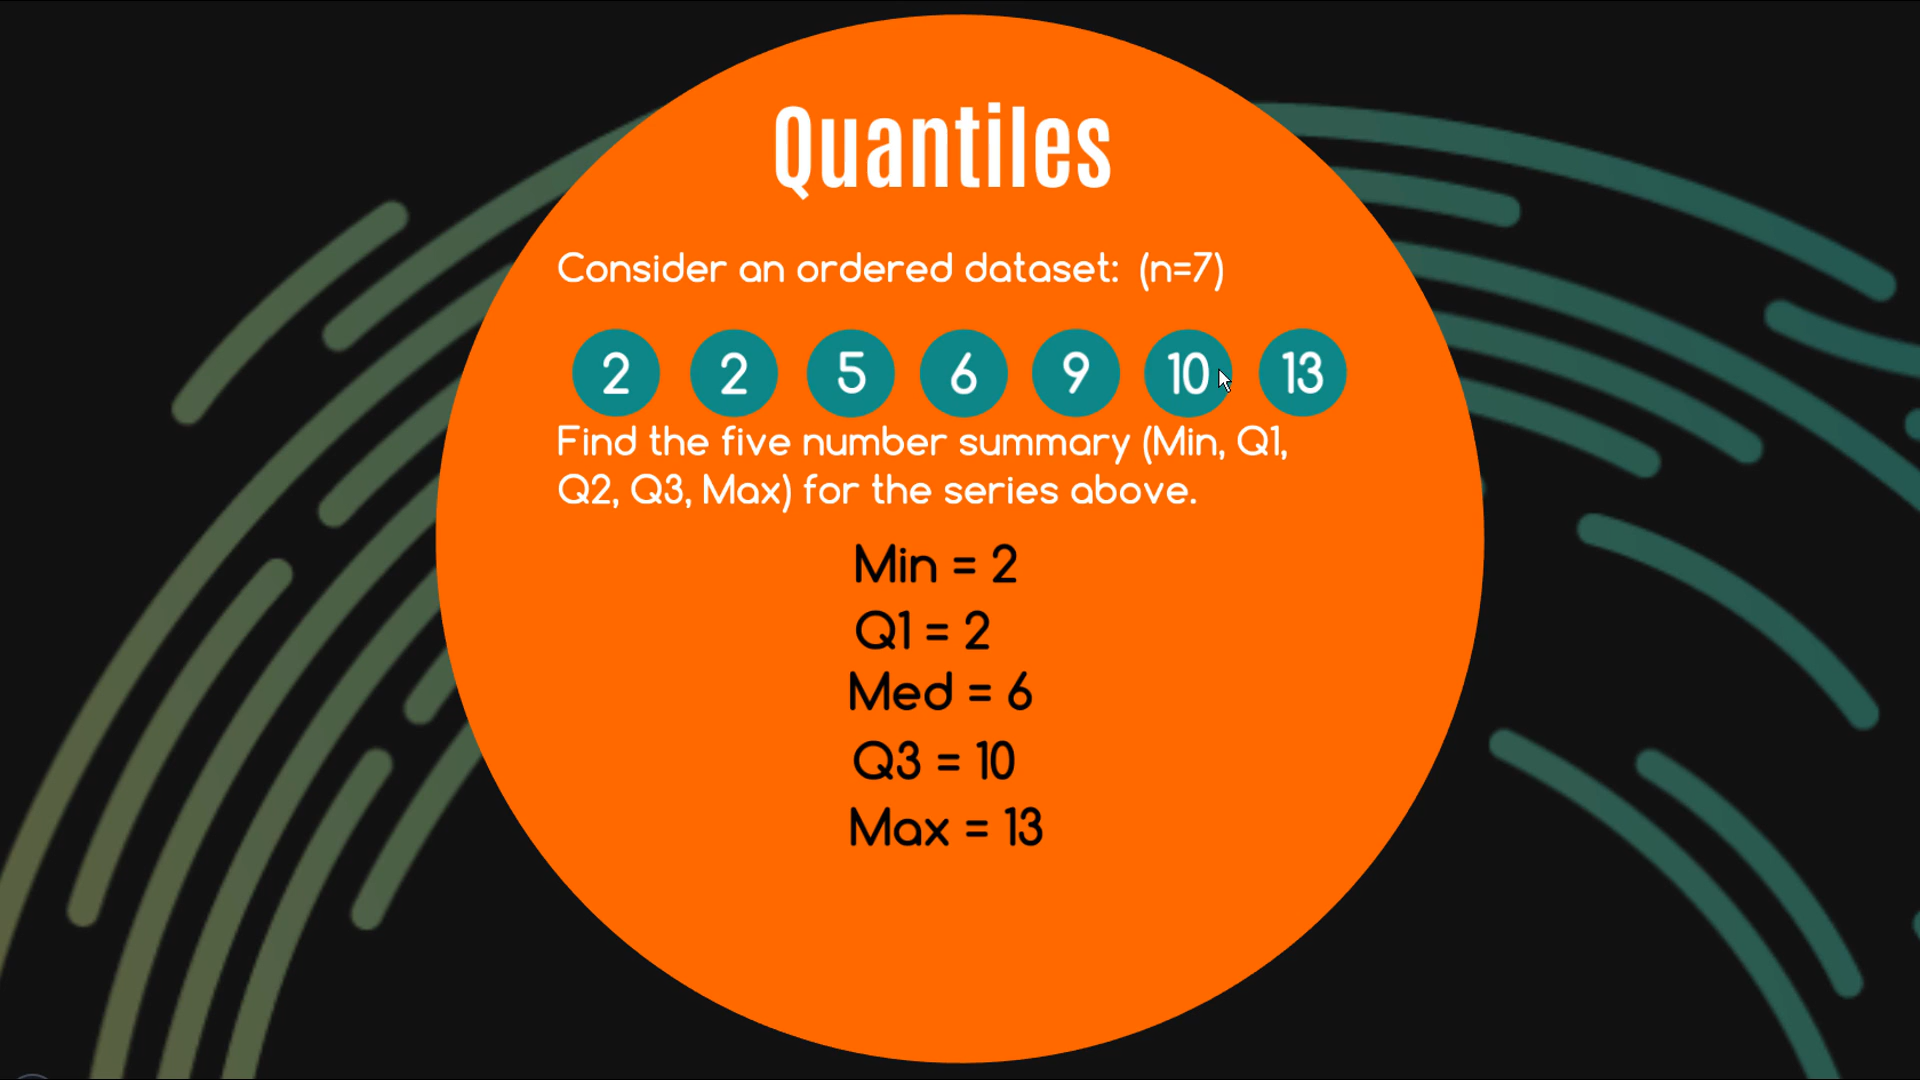 Quantiles
Consider an ordered dataset: (n=7)
2 2 5 6 9 10 13
Find the five number summary (Min, Q1,
Q2, Q3, Max) for the series above.
Min = 2
Q1 = 2
Med = 6
Q3 = 10
Max = 13